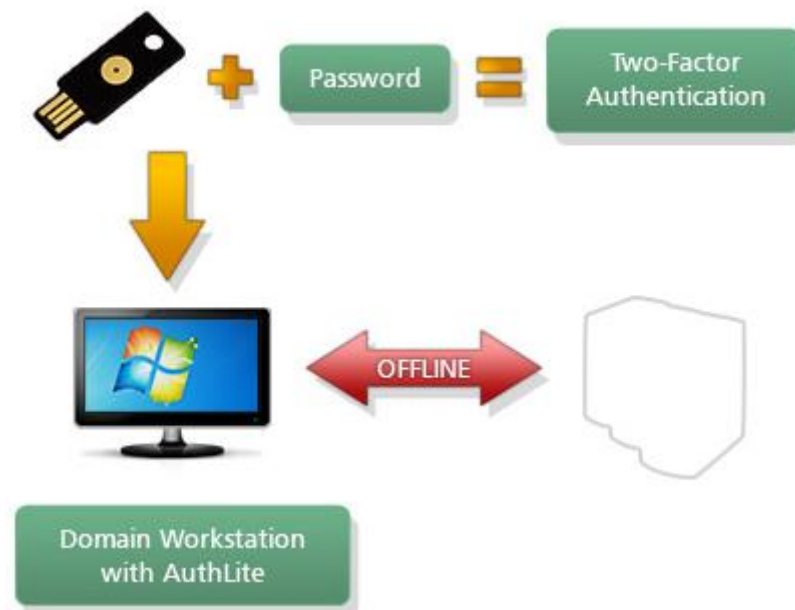 Password
Two-Factor
Authentication
OFFLINE
Domain Workstation
with AuthLite